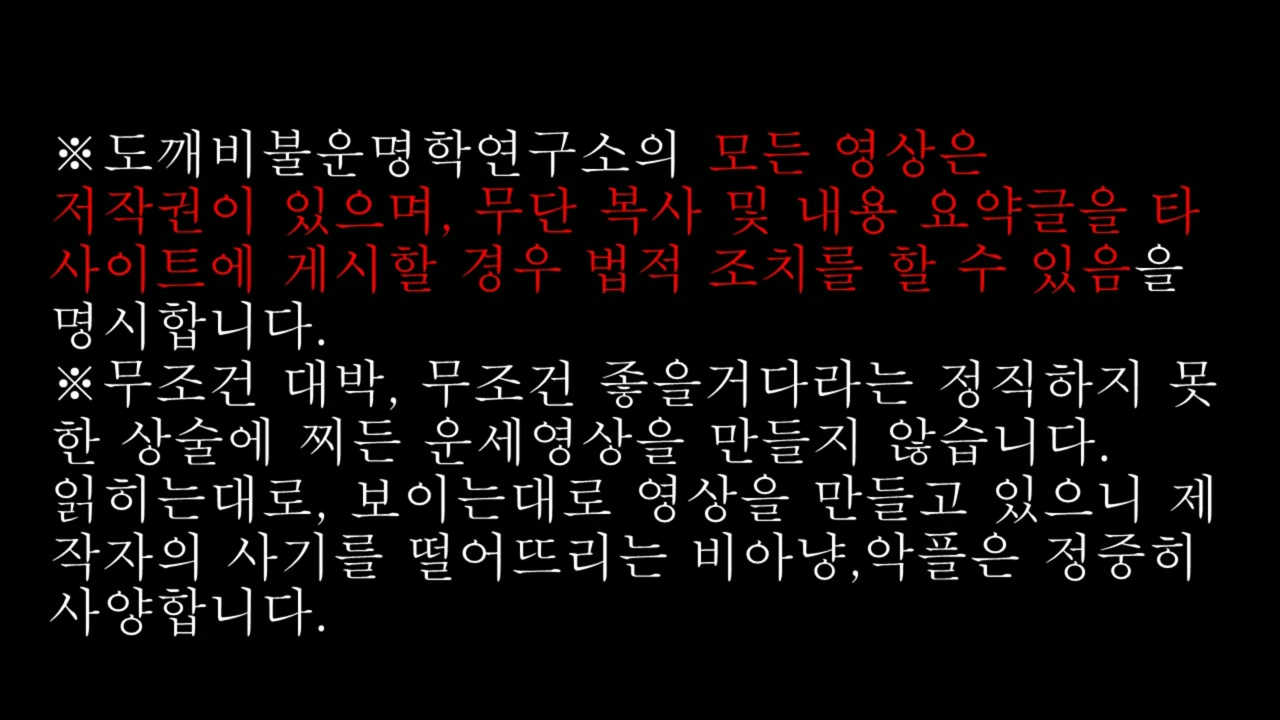 ※도깨비불운명학연구소의 모든 영상은
저작권이 있으며, 무단 복사 및 내용 요약글을 타
사이트에 게시할 경우 법적 조치를 할 수 있음을
명시합니다.
※무조건 대박, 무조건 좋을거다라는 정직하지 못
한 상술에 찌든 운세영상을 만들지 않습니다.
읽히는대로, 보이는대로 영상을 만들고 있으니 제
작자의 사기를 떨어뜨리는 비아냥,악플은 정중히
사양합니다.